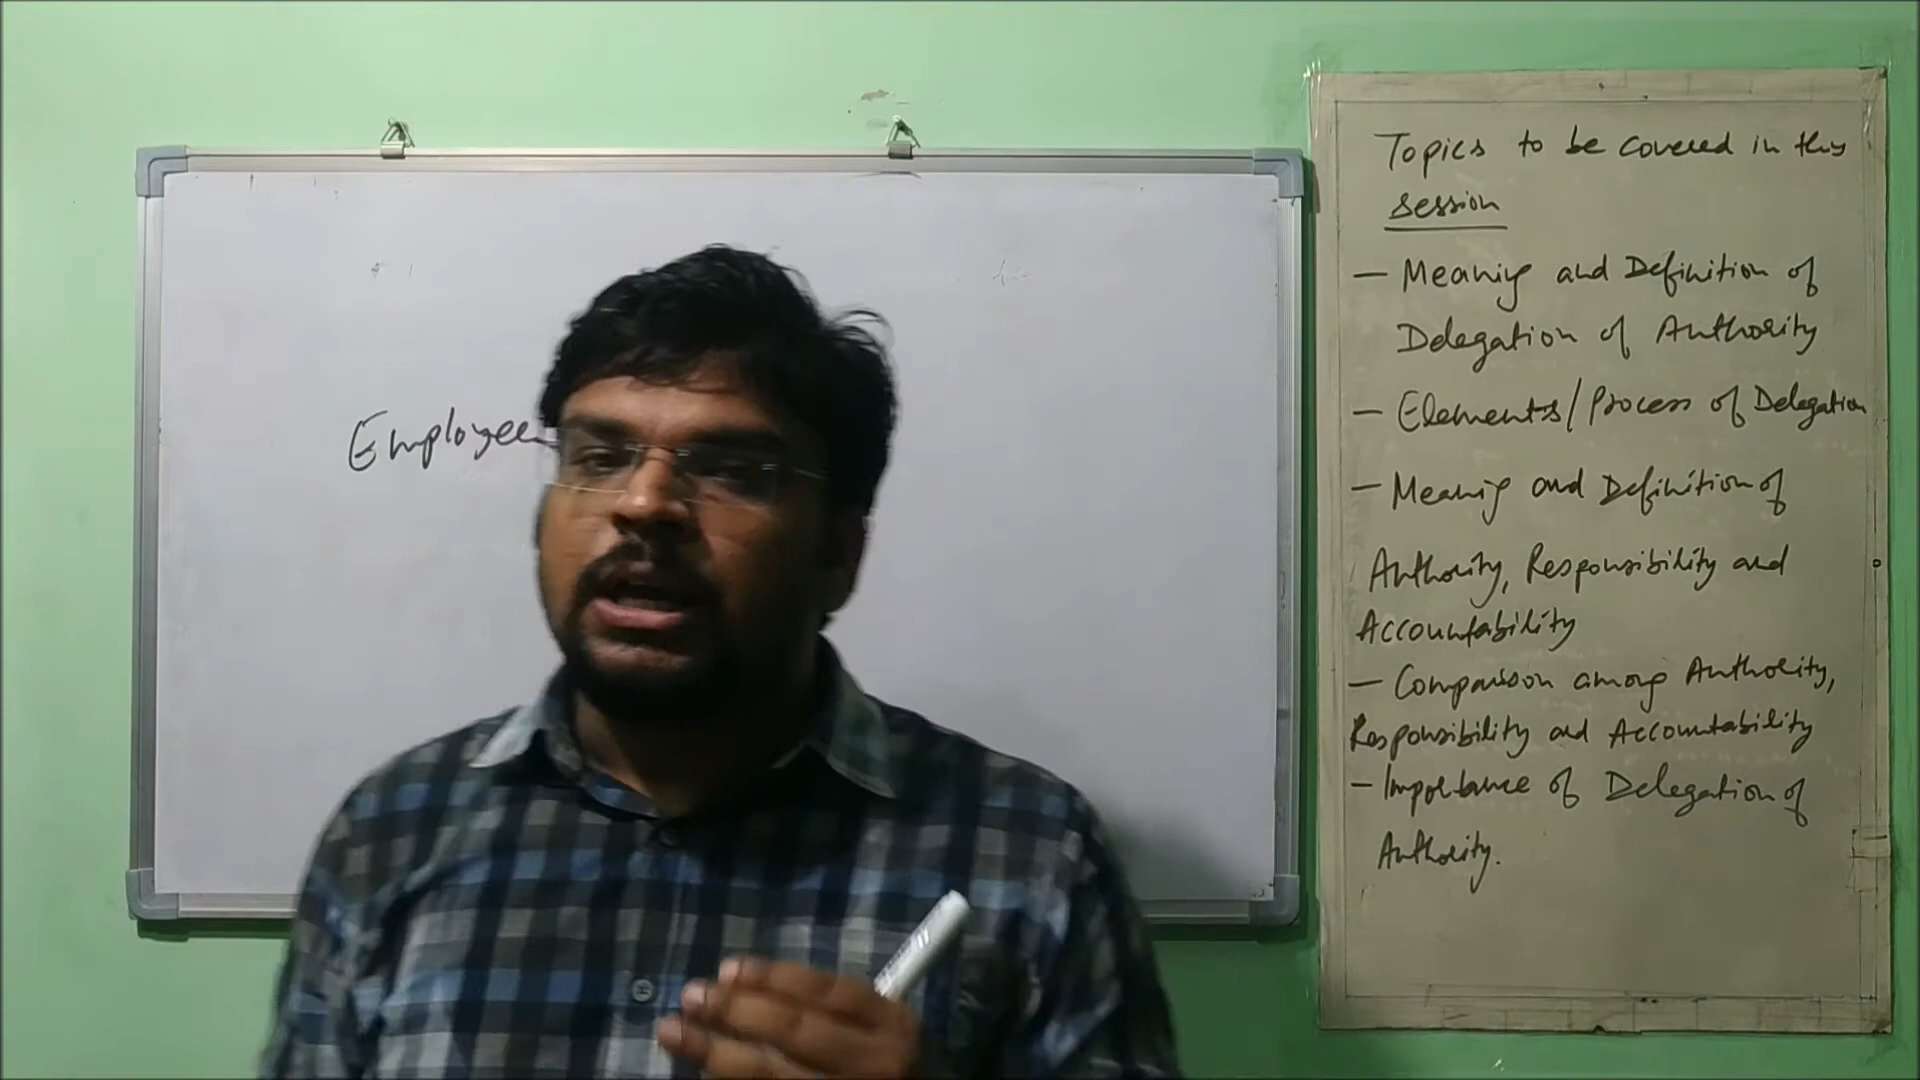 Employee
Topics to be covered in this
session
- Meaning and Definition of
Delegation of Authority
- Elements/Process of Delegation
- Meaning and Definition of
Authority, Responsibility and
Accountability
- Comparison among Authority,
Responsibility and Accountability
- Importance of Delegation of
Authority.